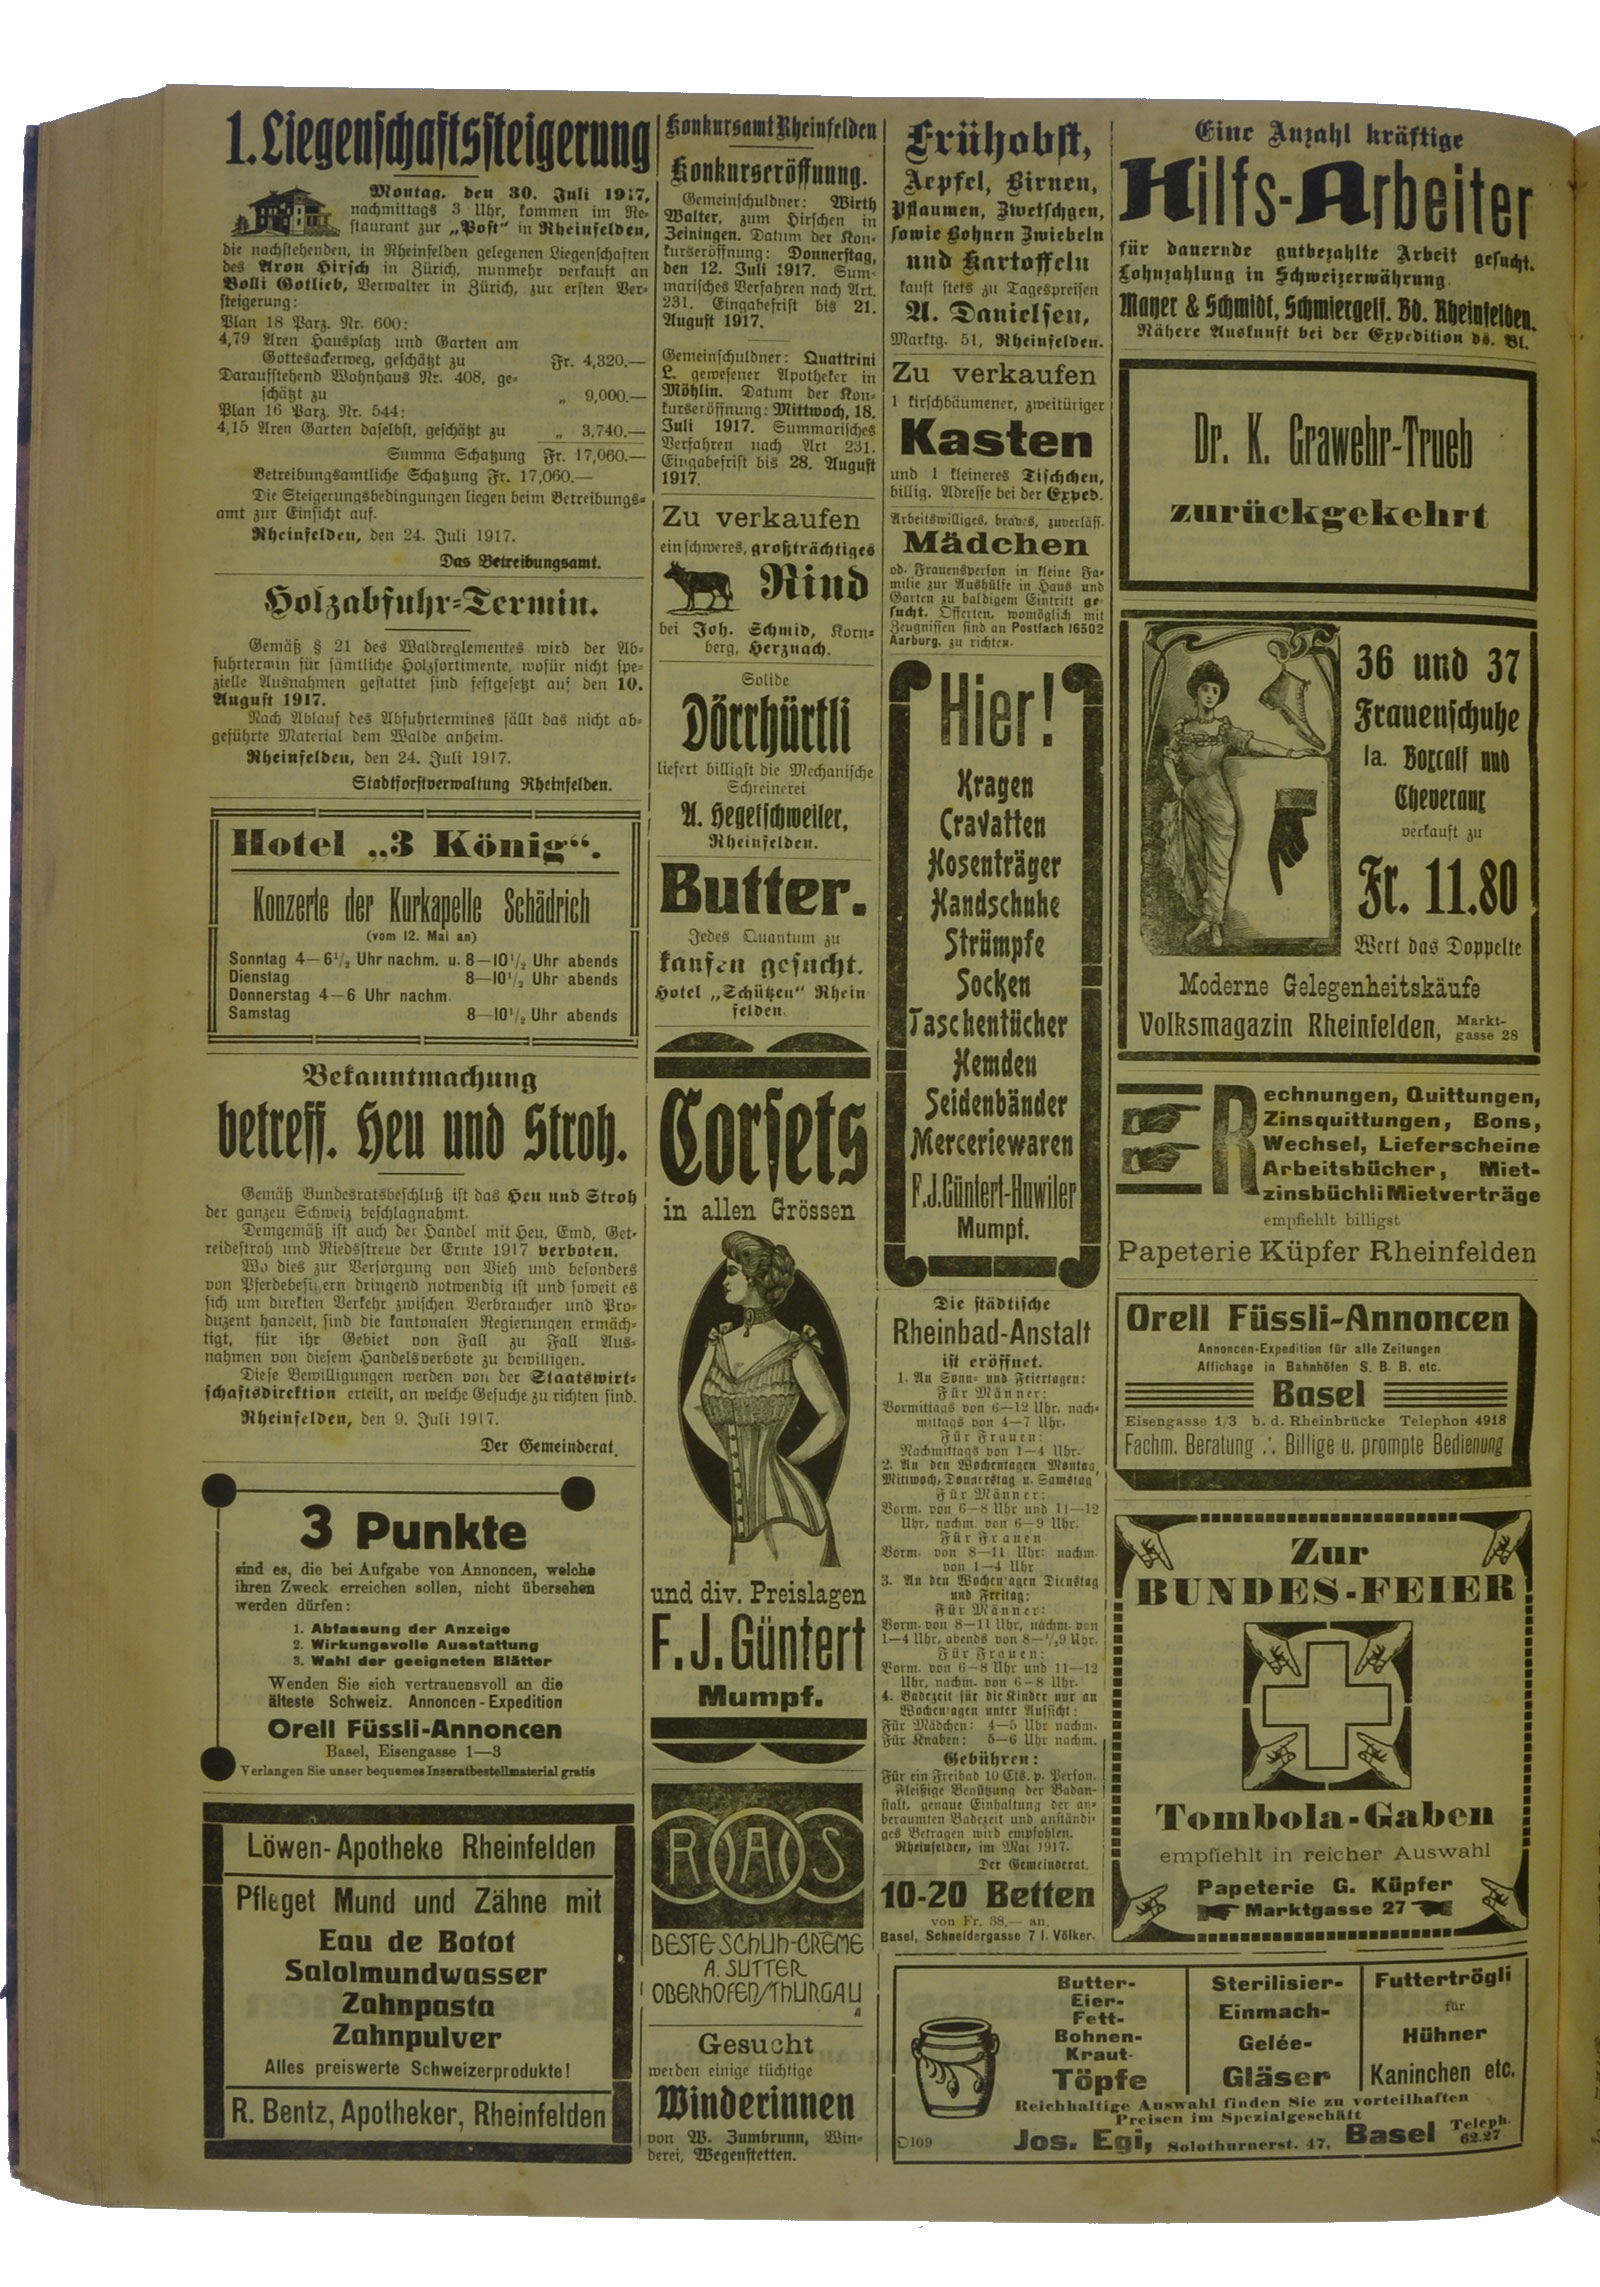 1. Liegenschaftssteigerung
Montag, den 30. Juli 1917,
nachmittags 3 Uhr, kommen im Re-
staurant zur „Post“ in Rheinfelden,
die nachstehenden, in Rheinfelden gelegenen Liegenschaften
des Aron Hirsch in Zürich, nunmehr verkauft an
Bolli Gotlieb, Verwalter in Zürich, zur ersten Ver-
steigerung:
Plan 18 Parz. Nr. 600:
4,79 Aren Hausplatz und Garten am
Gottesackerweg, geschätzt zu Fr. 4,320.—
Daraufstehend Wohnhaus Nr. 408, ge-
schätzt zu „ 9,000.—
Plan 16 Parz. Nr. 544:
4,15 Aren Garten daselbst, geschätzt zu „ 3,740.—
Summa Schatzung Fr. 17,060.—
Betreibungsamtliche Schatzung Fr. 17,060.—
Die Steigerungsbedingungen liegen beim Betreibungs-
amt zur Einsicht auf.
Rheinfelden, den 24. Juli 1917.
Das Betreibungsamt.
Holzabfuhr-Termin.
Gemäß § 21 des Waldreglementes wird der Ab-
fuhrtermin für sämtliche Holzsortimente, wofür nicht spe-
zielle Ausnahmen gestattet sind festgesetzt auf den 10.
August 1917.
Nach Ablauf des Abfuhrtermines fällt das nicht ab-
geführte Material dem Walde anheim.
Rheinfelden, den 24. Juli 1917.
Stadtforstverwaltung Rheinfelden.
Hotel „3 König“.
Konzerte der Kurkapelle Schädrich
(vom 12. Mai an)
Sonntag 4—6½ Uhr nachm. u. 8—10½ Uhr abends
Dienstag 8—10½ Uhr abends
Donnerstag 4—6 Uhr nachm.
Samstag 8—10½ Uhr abends
Bekanntmachung
betreff. Heu und Stroh.
Gemäß Bundesratsbeschluß ist das Heu und Stroh
der ganzen Schweiz beschlagnahmt.
Demgemäß ist auch der Handel mit Heu, Emd, Get-
reidestroh und Riedstreue der Ernte 1917 verboten.
Wo dies zur Versorgung von Vieh und besonders
von Pferdebesitzern dringend notwendig ist und soweit es
sich um direkten Verkehr zwischen Verbraucher und Pro-
duzent handelt, sind die kantonalen Regierungen ermäch-
tigt, für ihr Gebiet von Fall zu Fall Aus-
nahmen von diesem Handelsverbote zu bewilligen.
Diese Bewilligungen werden von der Staatswirt-
schaftsdirektion erteilt, an welche Gesuche zu richten sind.
Rheinfelden, den 9. Juli 1917.
Der Gemeinderat.
3 Punkte
sind es, die bei Aufgabe von Annoncen, welche
ihren Zweck erreichen sollen, nicht übersehen
werden dürfen:
1. Abfassung der Anzeige
2. Wirkungsvolle Ausstattung
3. Wahl der geeigneten Blätter
Wenden Sie sich vertrauensvoll an die
älteste Schweiz. Annoncen-Expedition
Orell Füssli-Annoncen
Basel, Eisengasse 1—3
Verlangen Sie unser bequemes Inseratbestellmaterial gratis
Löwen-Apotheke Rheinfelden
Pfleget Mund und Zähne mit
Eau de Botot
Salolmundwasser
Zahnpasta
Zahnpulver
Alles preiswerte Schweizerprodukte!
R. Bentz, Apotheker, Rheinfelden
Konkursamt Rheinfelden
Konkurseröffnung.
Gemeinschuldner: Wirth
Walter, zum Hirschen in
Zeiningen. Datum der Kon-
kurseröffnung: Donnerstag,
den 12. Juli 1917. Sum-
marisches Verfahren nach Art.
231. Eingabefrist bis 21.
August 1917.
Gemeinschuldner: Quattrini
L. gewesener Apotheker in
Möhlin. Datum der Kon-
kurseröffnung: Mittwoch, 18.
Juli 1917. Summarisches
Verfahren nach Art 231.
Eingabefrist bis 28. August
1917.
Zu verkaufen
ein schweres, großträchtiges
Rind
bei Joh. Schmid, Korn-
berg, Herznach.
Solide
Dörrhürtli
liefert billigst die Mechanische
Schreinerei
A. Hegetschweiler,
Rheinfelden.
Butter.
Jedes Quantum zu
kaufen gesucht.
Hotel „Schützen“ Rhein
felden.
Corsets
in allen Grössen
und div. Preislagen
F. J. Güntert
Mumpf.
RAS
BESTE SCHUH-CRÈME
A. SUTTER
OBERHOFEN/THURGAU
Gesucht
werden einige tüchtige
Winderinnen
von W. Zumbrunn, Win-
derei, Wegenstetten.
Frühobst,
Aepfel, Birnen,
Pflaumen, Zwetschgen,
sowie Bohnen Zwiebeln
und Kartoffeln
kauft stets zu Tagespreisen
A. Danielsen,
Marktg. 51, Rheinfelden.
Zu verkaufen
1 kirschbäumener, zweitüriger
Kasten
und 1 kleineres Tischchen,
billig. Adresse bei der Exped.
Arbeitswilliges, braves, zuverläss.
Mädchen
od. Frauensperson in kleine Fa-
milie zur Aushülfe in Haus und
Garten zu baldigem Eintritt ge-
sucht. Offerten, womöglich mit
Zeugnissen sind an Postfach 16502
Aarburg, zu richten.
Hier!
Kragen
Cravatten
Hosenträger
Handschuhe
Strümpfe
Socken
Taschentücher
Hemden
Seidenbänder
Merceriewaren
F. J. Güntert-Huwiler
Mumpf.
Die städtische
Rheinbad-Anstalt
ist eröffnet.
1. An Sonn- und Feiertagen:
Für Männer:
Vormittags von 6—12 Uhr, nach-
mittags von 4—7 Uhr.
Für Frauen:
Nachmittags von 1—4 Uhr.
2. An den Wochentagen Montag,
Mittwoch, Donnerstag u. Samstag
Für Männer:
Vorm. von 6—8 Uhr und 11—12
Uhr, nachm. von 6—9 Uhr.
Für Frauen
Vorm. von 8—11 Uhr: nachm.
von 1—4 Uhr
3. An den Wochentagen Dienstag
und Freitag:
Für Männer:
Vorm. von 8—11 Uhr, nachm. von
1—4 Uhr, abends von 8—½9 Uhr.
Für Frauen:
Vorm. von 6—8 Uhr und 11—12
Uhr, nachm. von 6—8 Uhr.
4. Badezeit für die Kinder nur an
Wochentagen unter Aufsicht:
Für Mädchen: 4—5 Uhr nachm.
Für Knaben: 5—6 Uhr nachm.
Gebühren:
Für ein Freibad 10 Cts. p. Person.
Fleißige Benützung der Badan-
stalt, genaue Einhaltung der an-
beraumten Badezeit und anständi-
ges Betragen wird empfohlen.
Rheinfelden, im Mai 1917.
Der Gemeinderat.
10-20 Betten
von Fr. 38.— an.
Basel, Schneidergasse 7 I. Völker.
Eine Anzahl kräftige
Hilfs-Arbeiter
für dauernde gutbezahlte Arbeit gesucht.
Lohnzahlung in Schweizerwährung.
Mayer & Schmidt, Schmirgelf. Bd. Rheinfelden.
Nähere Auskunft bei der Expedition ds. Bl.
Dr. K. Grawehr-Trueb
zurückgekehrt
36 und 37
Frauenschuhe
Ia. Boxcalf und
Chevreaux
verkauft zu
Fr. 11.80
Wert das Doppelte
Moderne Gelegenheitskäufe
Volksmagazin Rheinfelden, Markt-
gasse 28
Rechnungen, Quittungen,
Zinsquittungen, Bons,
Wechsel, Lieferscheine
Arbeitsbücher, Miet-
zinsbüchli Mietverträge
empfiehlt billigst
Papeterie Küpfer Rheinfelden
Orell Füssli-Annoncen
Annoncen-Expedition für alle Zeitungen
Affichage in Bahnhöfen S. B. B. etc.
Basel
Eisengasse 1/3 b. d. Rheinbrücke Telephon 4918
Fachm. Beratung ∴ Billige u. prompte Bedienung
Zur
BUNDES-FEIER
Tombola-Gaben
empfiehlt in reicher Auswahl
Papeterie G. Küpfer
Marktgasse 27
Butter-
Eier-
Fett-
Bohnen-
Kraut-
Töpfe
Sterilisier-
Einmach-
Gelée-
Gläser
Futtertrögli
für
Hühner
Kaninchen etc.
Reichhaltige Auswahl finden Sie zu vorteilhaften
Preisen im Spezialgeschäft
Jos. Egi, Solothurnerst. 47, Basel Teleph.
62.27
109